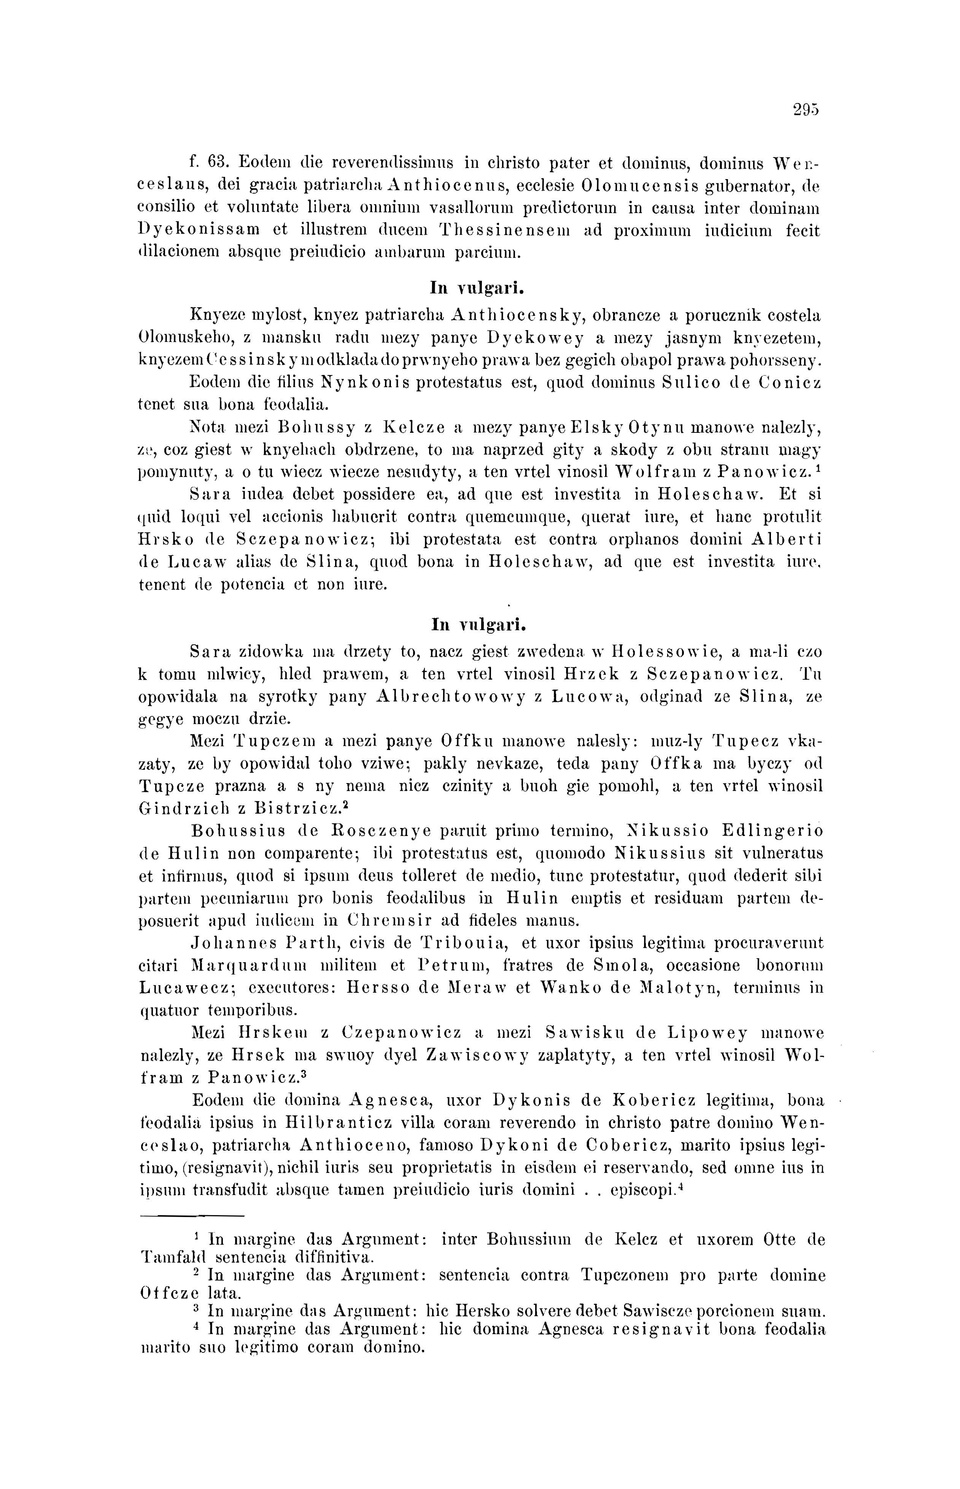 295
f. 63. Eodem die reverendissimus in christo pater et dominus, dominus Wen-
ceslaus, dei gracia patriarcha Anthiocenus, ecclesie Olomucensis gubernator, de
consilio et voluntate libera omnium vasallorum predictorum in causa inter dominam
Dyekonissam et illustrem ducem Thessinensem ad proximum iudicium fecit
dilacionem absque preiudicio ambarum parcium.
In vulgari.
Knyeze mylost, knyez patriarcha Anthiocensky, obrancze a porucznik costela
Olomuskeho, z mansku radu mezy panye Dyekowey a mezy jasnym knyezetem,
knyezem Cessinskym odklada do prwnyeho prawa bez gegich obapol prawa pohorsseny.
Eodem die filius Nynkonis protestatus est, quod dominus Sulico de Conicz
tenet sua bona feodalia.
Nota mezi Bohussy z Kelcze a mezy panye Elsky Otynu manowe nalezly,
ze, coz giest w knyehach obdrzene, to ma naprzed gity a skody z obu stranu magy
pomynuty, a o tu wiecz wiecze nesudyty, a ten vrtel vinosil Wolfram z Panowicz.¹
Sara iudea debet possidere ea, ad que est investita in Holeschaw. Et si
quid loqui vel accionis habuerit contra quemcumque, querat iure, et hanc protulit
Hrsko de Sczepanowicz; ibi protestata est contra orphanos domini Alberti
de Lucaw alias de Slina, quod bona in Holeschaw, ad que est investita iure,
tenent de potencia et non iure.
In vulgari.
Sara zidowka ma drzety to, nacz giest zwedena w Holessowie, a ma-li czo
k tomu mlwicy, hled prawem, a ten vrtel vinosil Hrzek z Sczepanowicz. Tu
opowidala na syrotky pany Albrechtowowy z Lucowa, odginad ze Slina, ze
gegye moczu drzie.
Mezi Tupczem a mezi panye Offku manowe nalesly: muz-ly Tupecz vka-
zaty, ze by opowidal toho vziwe; pakly nevkaze, teda pany Offka ma byczy od
Tupcze prazna a s ny nema nicz czinity a buoh gie pomohl, a ten vrtel winosil
Gindrzich z Bistrzicz.²
Bohussius de Rosczenye paruit primo termino, Nikussio Edlingerio
de Hulin non comparente; ibi protestatus est, quomodo Nikussius sit vulneratus
et infirmus, quod si ipsum deus tolleret de medio, tunc protestatur, quod dederit sibi
partem pecuniarum pro bonis feodalibus in Hulin emptis et residuam partem de-
posuerit apud iudicem in Chremsir ad fideles manus.
Johannes Parth, civis de Tribouia, et uxor ipsius legitima procuraverunt
citari Marquardum militem et Petrum, fratres de Smola, occasione bonorum
Lucawecz; executores: Hersso de Meraw et Wanko de Malotyn, terminus in
quatuor temporibus.
Mezi Hrskem z Czepanowicz a mezi Sawisku de Lipowey manowe
nalezly, ze Hrsek ma swuoy dyel Zawiscowy zaplatyty, a ten vrtel winosil Wol-
fram z Panowicz.³
Eodem die domina Agnesca, uxor Dykonis de Kobericz legitima, bona
feodalia ipsius in Hilbranticz villa coram reverendo in christo patre domino Wen-
ceslao, patriarcha Anthioceno, famoso Dykoni de Cobericz, marito ipsius legi-
timo, (resignavit), nichil iuris seu proprietatis in eisdem ei reservando, sed omne ius in
ipsum transfudit absque tamen preiudicio iuris domini . . episcopi.⁴
¹ In margine das Argument: inter Bohussium de Kelcz et uxorem Otte de
Tamfald sentencia diffinitiva.
² In margine das Argument: sentencia contra Tupczonem pro parte domine
Offcze lata.
³ In margine das Argument: hic Hersko solvere debet Sawiscze porcionem suam.
⁴ In margine das Argument: hic domina Agnesca resignavit bona feodalia
marito suo legitimo coram domino.